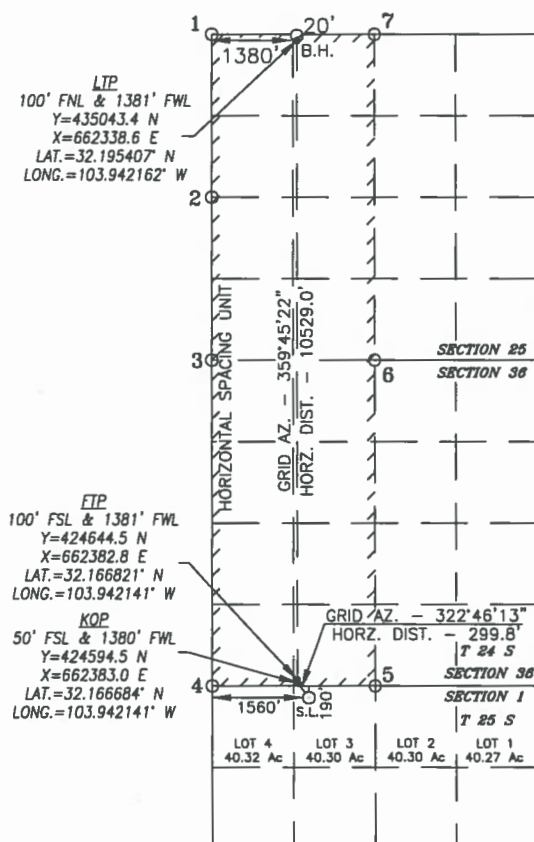 1
20'
7
1380'
B.H.
LTP
100' FNL & 1381' FWL
Y=435043.4 N
X=662338.6 E
LAT.=32.195407° N
LONG.=103.942162° W
2
HORIZONTAL SPACING UNIT
GRID AZ. - 359°45'22"
HORZ. DIST. - 10529.0'
3
6
SECTION 25
SECTION 36
FTP
100' FSL & 1381' FWL
Y=424644.5 N
X=662382.8 E
LAT.=32.166821° N
LONG.=103.942141° W
KOP
50' FSL & 1380' FWL
Y=424594.5 N
X=662383.0 E
LAT.=32.166684° N
LONG.=103.942141° W
GRID AZ. - 322°46'13"
HORZ. DIST. - 299.8'
T 24 S
4
5
SECTION 36
SECTION 1
1560'
S.L.
190'
T 25 S
LOT 4
40.32 Ac
LOT 3
40.30 Ac
LOT 2
40.30 Ac
LOT 1
40.27 Ac